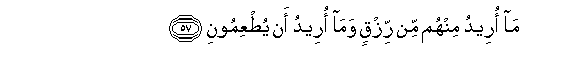 مَآ أُرِيدُ مِنْهُم مِّن رِّزْقٍ وَمَآ أُرِيدُ أَن يُطْعِمُونِ ٥٧